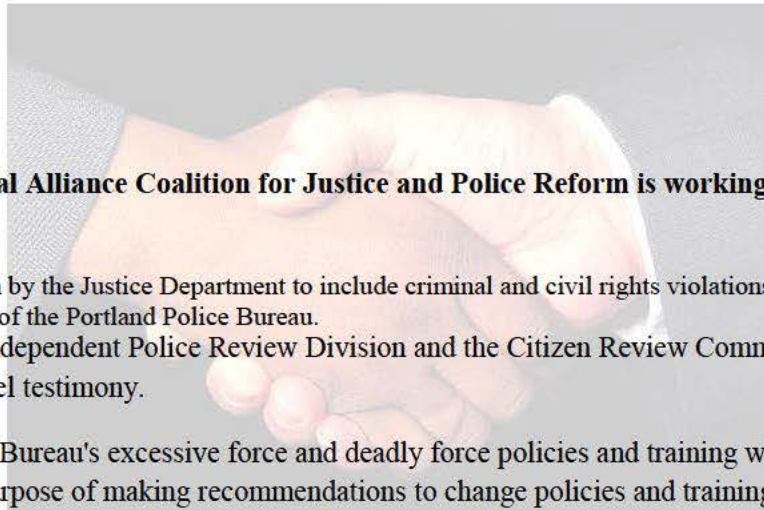 al Alliance Coalition for Justice and Police Reform is working
by the Justice Department to include criminal and civil rights violations
of the Portland Police Bureau.
dependent Police Review Division and the Citizen Review Comm
el testimony.
Bureau's excessive force and deadly force policies and training w
rpose of making recommendations to change policies and training